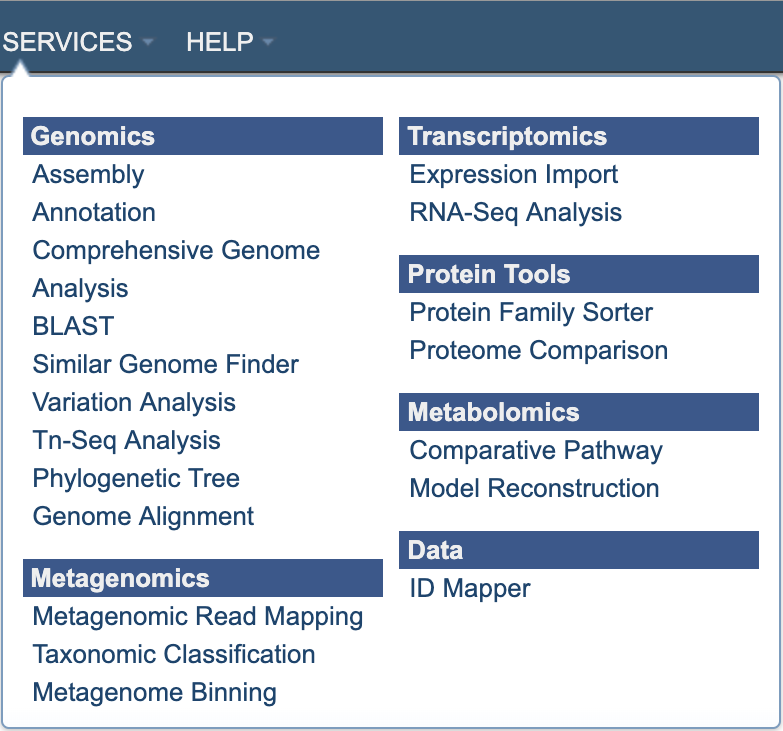 SERVICES HELP
Genomics
Assembly
Annotation
Comprehensive Genome
Analysis
BLAST
Similar Genome Finder
Variation Analysis
Tn-Seq Analysis
Phylogenetic Tree
Genome Alignment
Metagenomics
Metagenomic Read Mapping
Taxonomic Classification
Metagenome Binning
Transcriptomics
Expression Import
RNA-Seq Analysis
Protein Tools
Protein Family Sorter
Proteome Comparison
Metabolomics
Comparative Pathway
Model Reconstruction
Data
ID Mapper